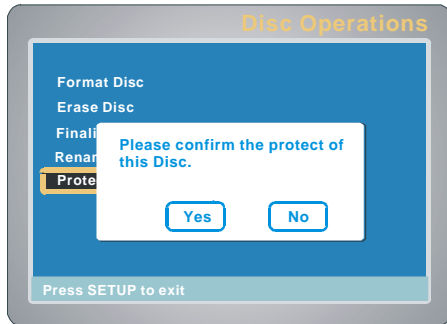 Disc Operations
Format Disc
Erase Disc
Finali
Renar
Prote
Please confirm the protect of
this Disc.
Yes
No
Press SETUP to exit